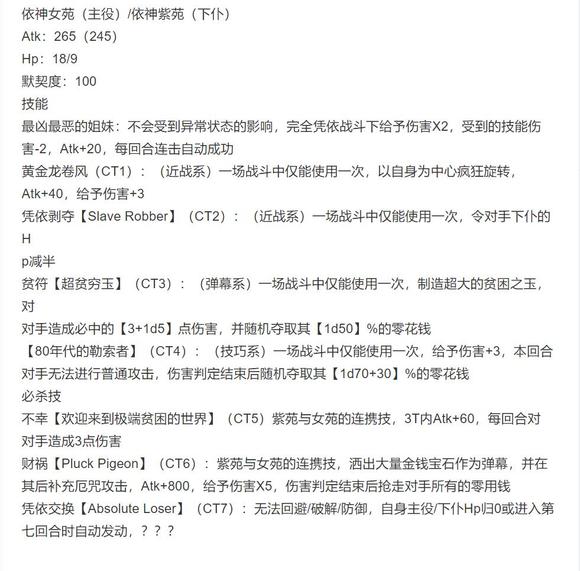 依神女苑（主役）/依神紫苑（下仆）
Atk：265（245）
Hp：18/9
默契度：100
技能
最凶最恶的姐妹：不会受到异常状态的影响，完全凭依战斗下给予伤害X2，受到的技能伤
害-2，Atk+20，每回合连击自动成功
黄金龙卷风（CT1）：（近战系）一场战斗中仅能使用一次，以自身为中心疯狂旋转，
Atk+40，给予伤害+3
凭依剥夺【Slave Robber】（CT2）：（近战系）一场战斗中仅能使用一次，令对手下仆的
H
p减半
贫符【超贫穷玉】（CT3）：（弹幕系）一场战斗中仅能使用一次，制造超大的贫困之玉，
对
对手造成必中的【3+1d5】点伤害，并随机夺取其【1d50】%的零花钱
【80年代的勒索者】（CT4）：（技巧系）一场战斗中仅能使用一次，给予伤害+3，本回合
对手无法进行普通攻击，伤害判定结束后随机夺取其【1d70+30】%的零花钱
必杀技
不幸【欢迎来到极端贫困的世界】（CT5）紫苑与女苑的连携技，3T内Atk+60，每回合对
对手造成3点伤害
财祸【Pluck Pigeon】（CT6）：紫苑与女苑的连携技，洒出大量金钱宝石作为弹幕，并在
其后补充厄咒攻击，Atk+800，给予伤害X5，伤害判定结束后抢走对手所有的零用钱
凭依交换【Absolute Loser】（CT7）：无法回避/破解/防御，自身主役/下仆Hp归0或进入第
七回合时自动发动，？？？